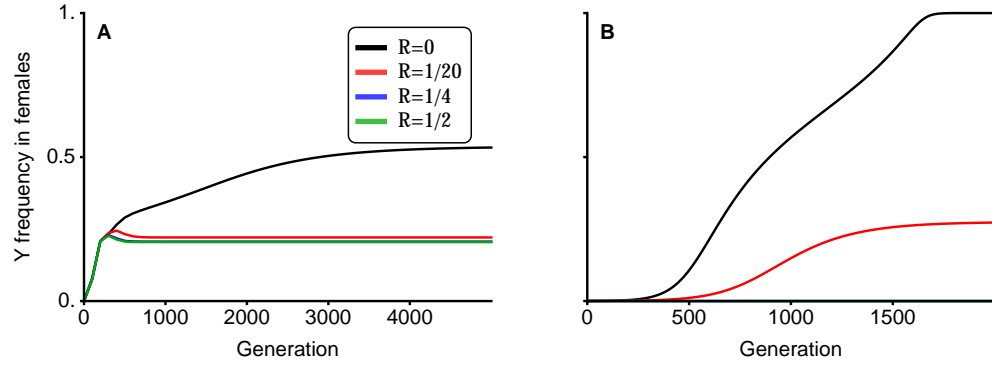 1.
0.5
0.
Y frequency in females
A
R=0
R=1/20
R=1/4
R=1/2
0
1000
2000
3000
4000
Generation
B
0
500
1000
1500
Generation